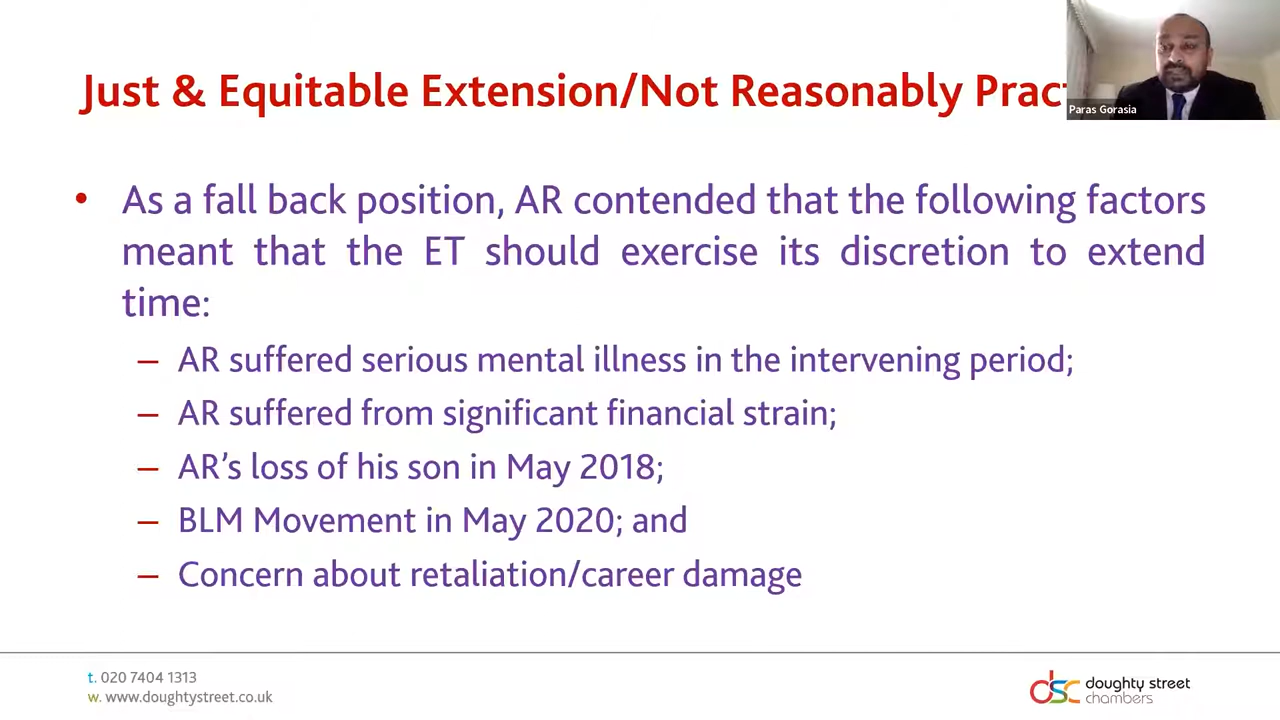 Just & Equitable Extension/Not Reasonably
Paras Gorasia
• As a fall back position, AR contended that the following factors
meant that the ET should exercise its discretion to extend
time:
– AR suffered serious mental illness in the intervening period;
– AR suffered from significant financial strain;
– AR’s loss of his son in May 2018;
– BLM Movement in May 2020; and
– Concern about retaliation/career damage
t. 020 7404 1313
w. www.doughtystreet.co.uk
dsc doughty street
chambers